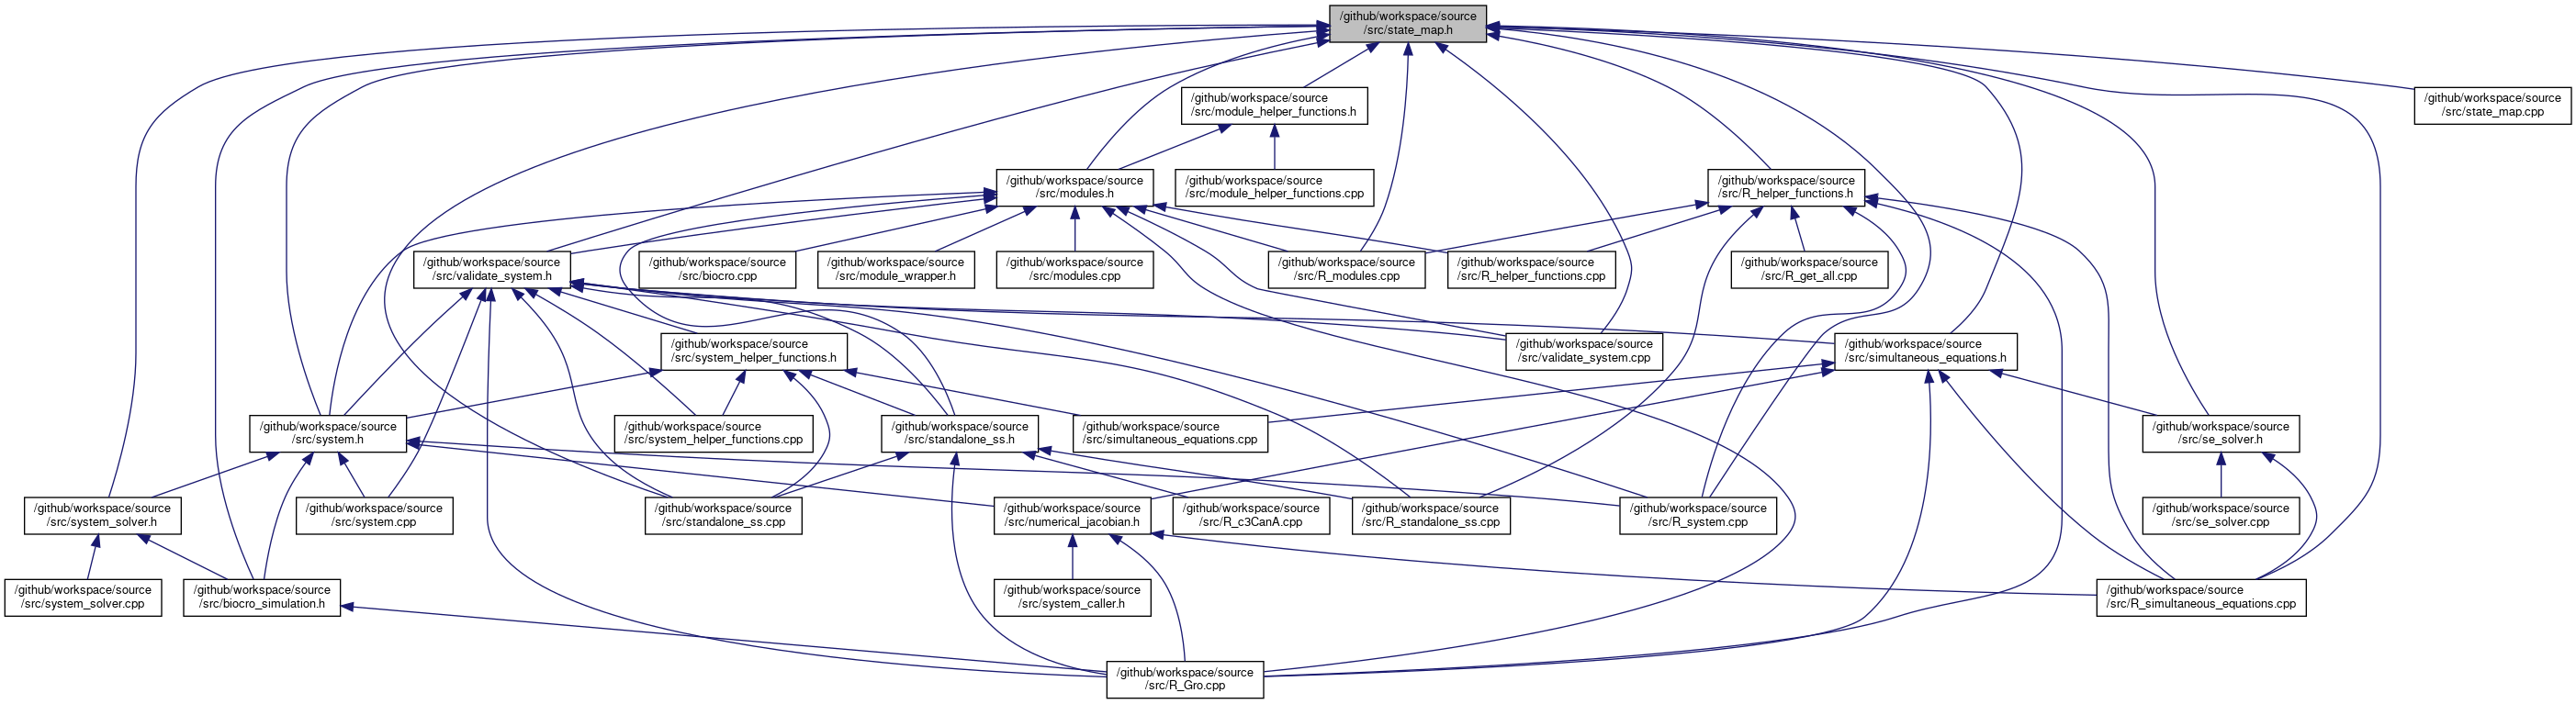 /github/workspace/source
/src/state_map.h
/github/workspace/source
/src/module_helper_functions.h
/github/workspace/source
/src/state_map.cpp
/github/workspace/source
/src/modules.h
/github/workspace/source
/src/module_helper_functions.cpp
/github/workspace/source
/src/R_helper_functions.h
/github/workspace/source
/src/validate_system.h
/github/workspace/source
/src/biocro.cpp
/github/workspace/source
/src/module_wrapper.h
/github/workspace/source
/src/modules.cpp
/github/workspace/source
/src/R_modules.cpp
/github/workspace/source
/src/R_helper_functions.cpp
/github/workspace/source
/src/R_get_all.cpp
/github/workspace/source
/src/system_helper_functions.h
/github/workspace/source
/src/validate_system.cpp
/github/workspace/source
/src/simultaneous_equations.h
/github/workspace/source
/src/system.h
/github/workspace/source
/src/system_helper_functions.cpp
/github/workspace/source
/src/standalone_ss.h
/github/workspace/source
/src/simultaneous_equations.cpp
/github/workspace/source
/src/se_solver.h
/github/workspace/source
/src/system_solver.h
/github/workspace/source
/src/system.cpp
/github/workspace/source
/src/standalone_ss.cpp
/github/workspace/source
/src/numerical_jacobian.h
/github/workspace/source
/src/R_c3CanA.cpp
/github/workspace/source
/src/R_standalone_ss.cpp
/github/workspace/source
/src/R_system.cpp
/github/workspace/source
/src/se_solver.cpp
/github/workspace/source
/src/system_solver.cpp
/github/workspace/source
/src/biocro_simulation.h
/github/workspace/source
/src/system_caller.h
/github/workspace/source
/src/R_simultaneous_equations.cpp
/github/workspace/source
/src/R_Gro.cpp